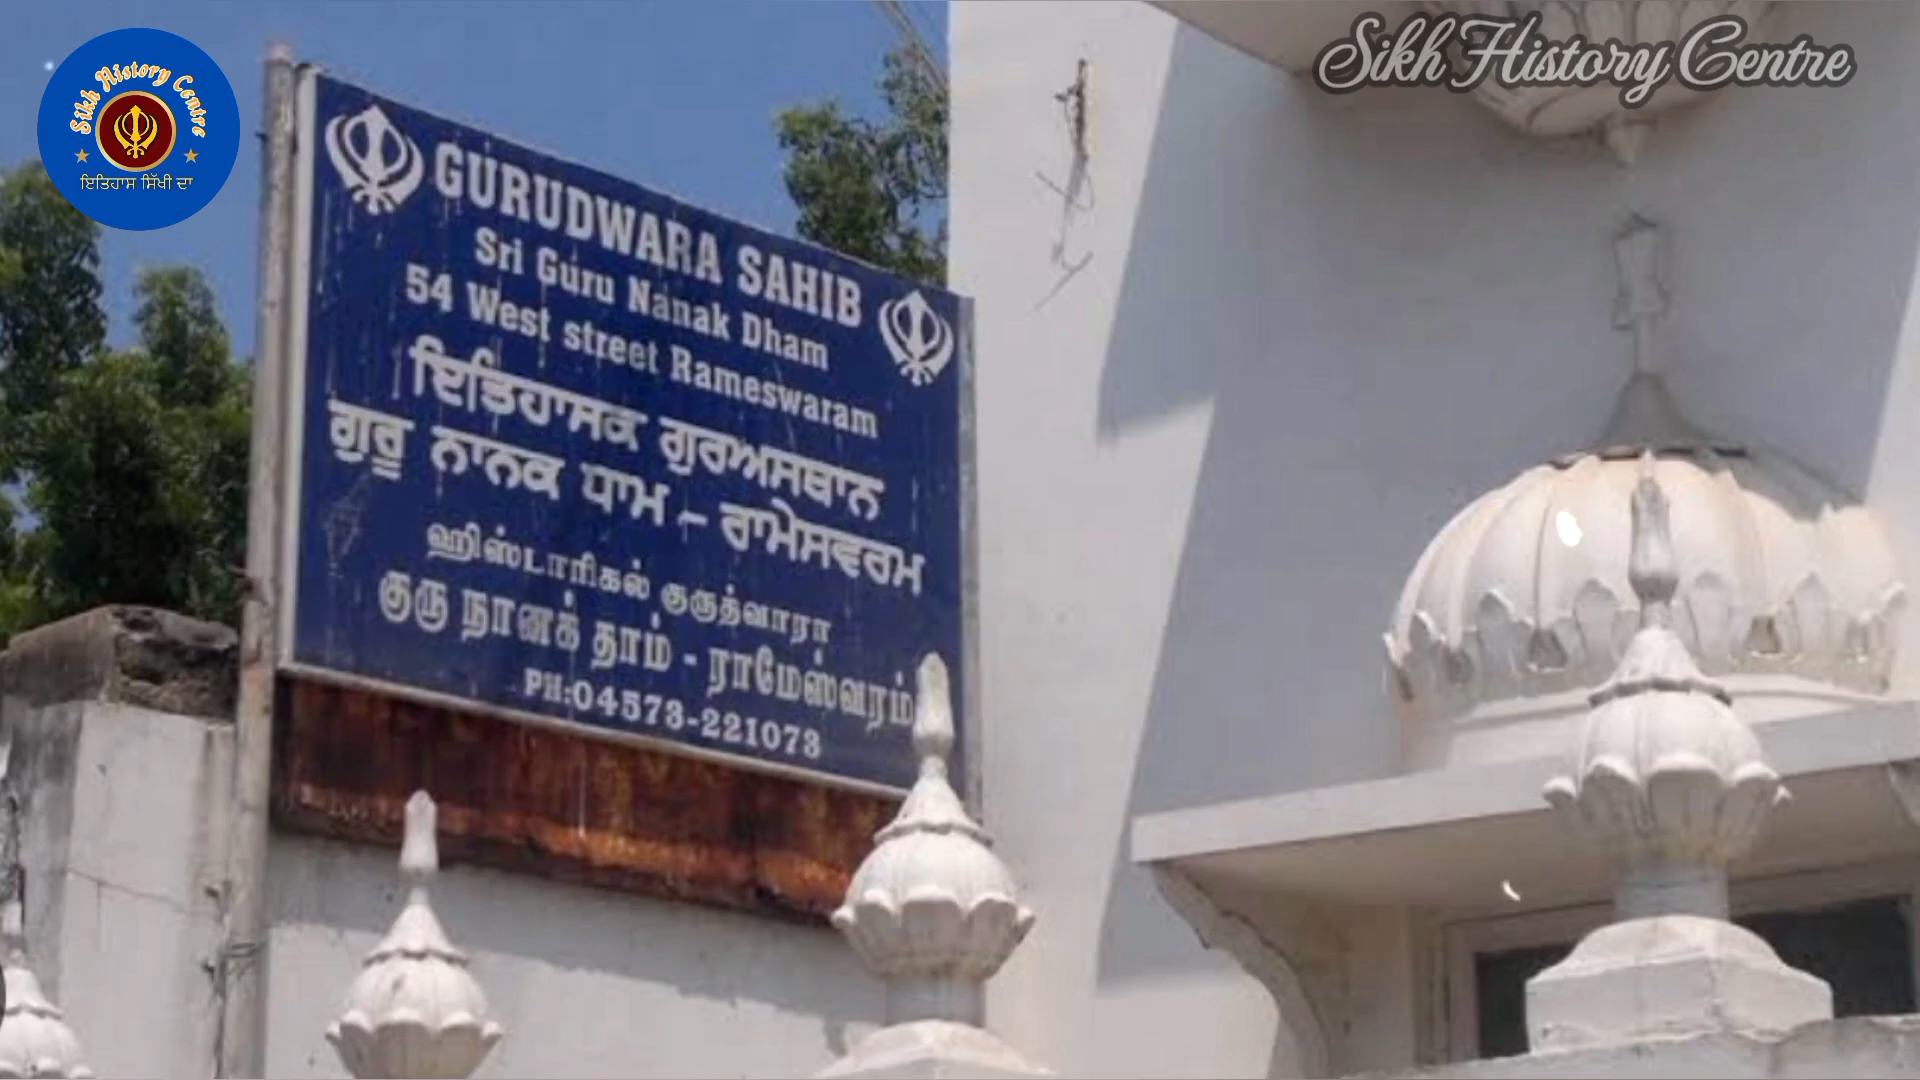 Sikh History Centre
Sikh History Centre
ਇਤਿਹਾਸ ਸਿੱਖੀ ਦਾ
GURUDWARA SAHIB
Sri Guru Nanak Dham
54 West street Rameswaram
ਇਤਿਹਾਸਕ ਗੁਰਅਸਥਾਨ
ਗੁਰੂ ਨਾਨਕ ਧਾਮ – ਰਾਮੇਸਵਰਮ
ஹிஸ்டாரிகல் குருத்வாரா
குரு நானக் தாம் - ராமேஸ்வரம்
PH:04573-221073